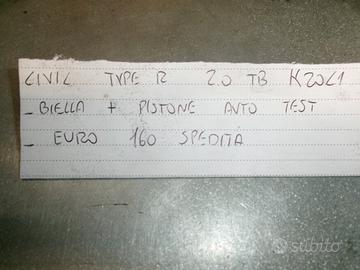 CIVIC TYPE R 2.0 TB K20C1
- BIELLA + PISTONE AUTO TEST
- EURO 160 SPEDITA
subito